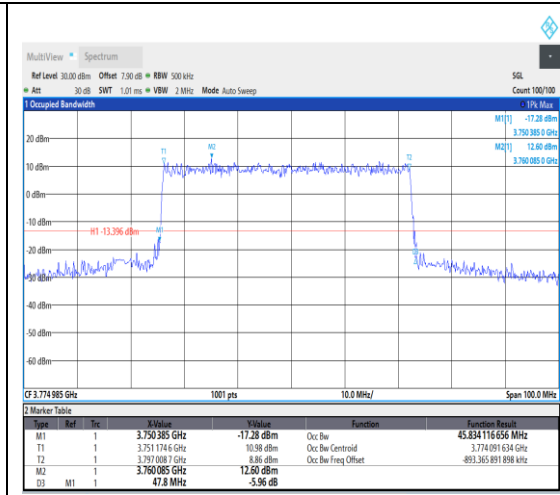 MultiView Spectrum
Ref Level 30.00 dBm Offset 7.90 dB RBW 500 kHz SGL
Att 30 dB SWT 1.01 ms VBW 2 MHz Mode Auto Sweep Count 100/100
1 Occupied Bandwidth 1Pk Max
M1[1] -17.28 dBm
3.750 385 0 GHz
M2[1] 12.60 dBm
3.760 085 0 GHz
20 dBm
T1 M2 T2
10 dBm
0 dBm
-10 dBm
H1 -13.396 dBm M1
-20 dBm
-30 dBm
-40 dBm
-50 dBm
-60 dBm
CF 3.774 985 GHz 1001 pts 10.0 MHz/ Span 100.0 MHz
2 Marker Table
Type Ref Trc X-Value Y-Value Function Function Result
M1 1 3.750 385 GHz -17.28 dBm Occ Bw 45.834 116 656 MHz
T1 1 3.751 174 6 GHz 10.98 dBm Occ Bw Centroid 3.774 091 634 GHz
T2 1 3.797 008 7 GHz 8.86 dBm Occ Bw Freq Offset -893.365 891 898 kHz
M2 1 3.760 085 GHz 12.60 dBm
D3 M1 1 47.8 MHz -5.96 dB